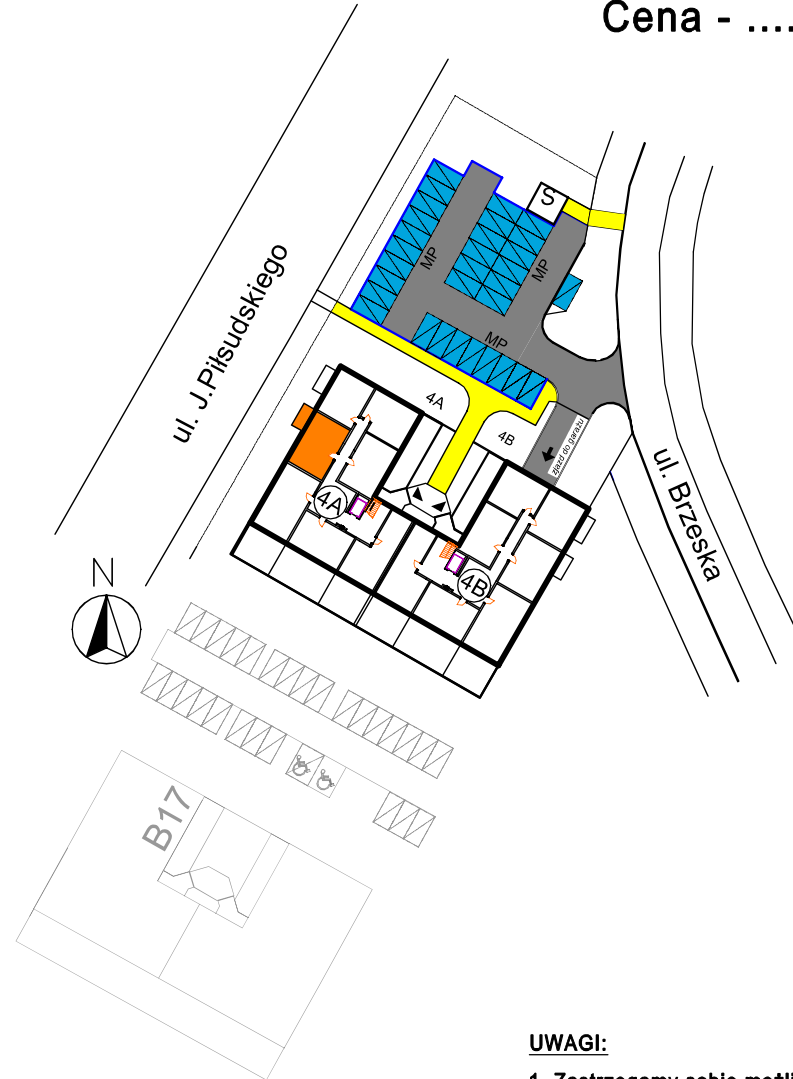 Cena - ....
S
MP
MP
MP
ul. J.Piłsudskiego
4A
4B
zjazd do garażu
ul. Brzeska
4A
4B
N
B17
UWAGI: